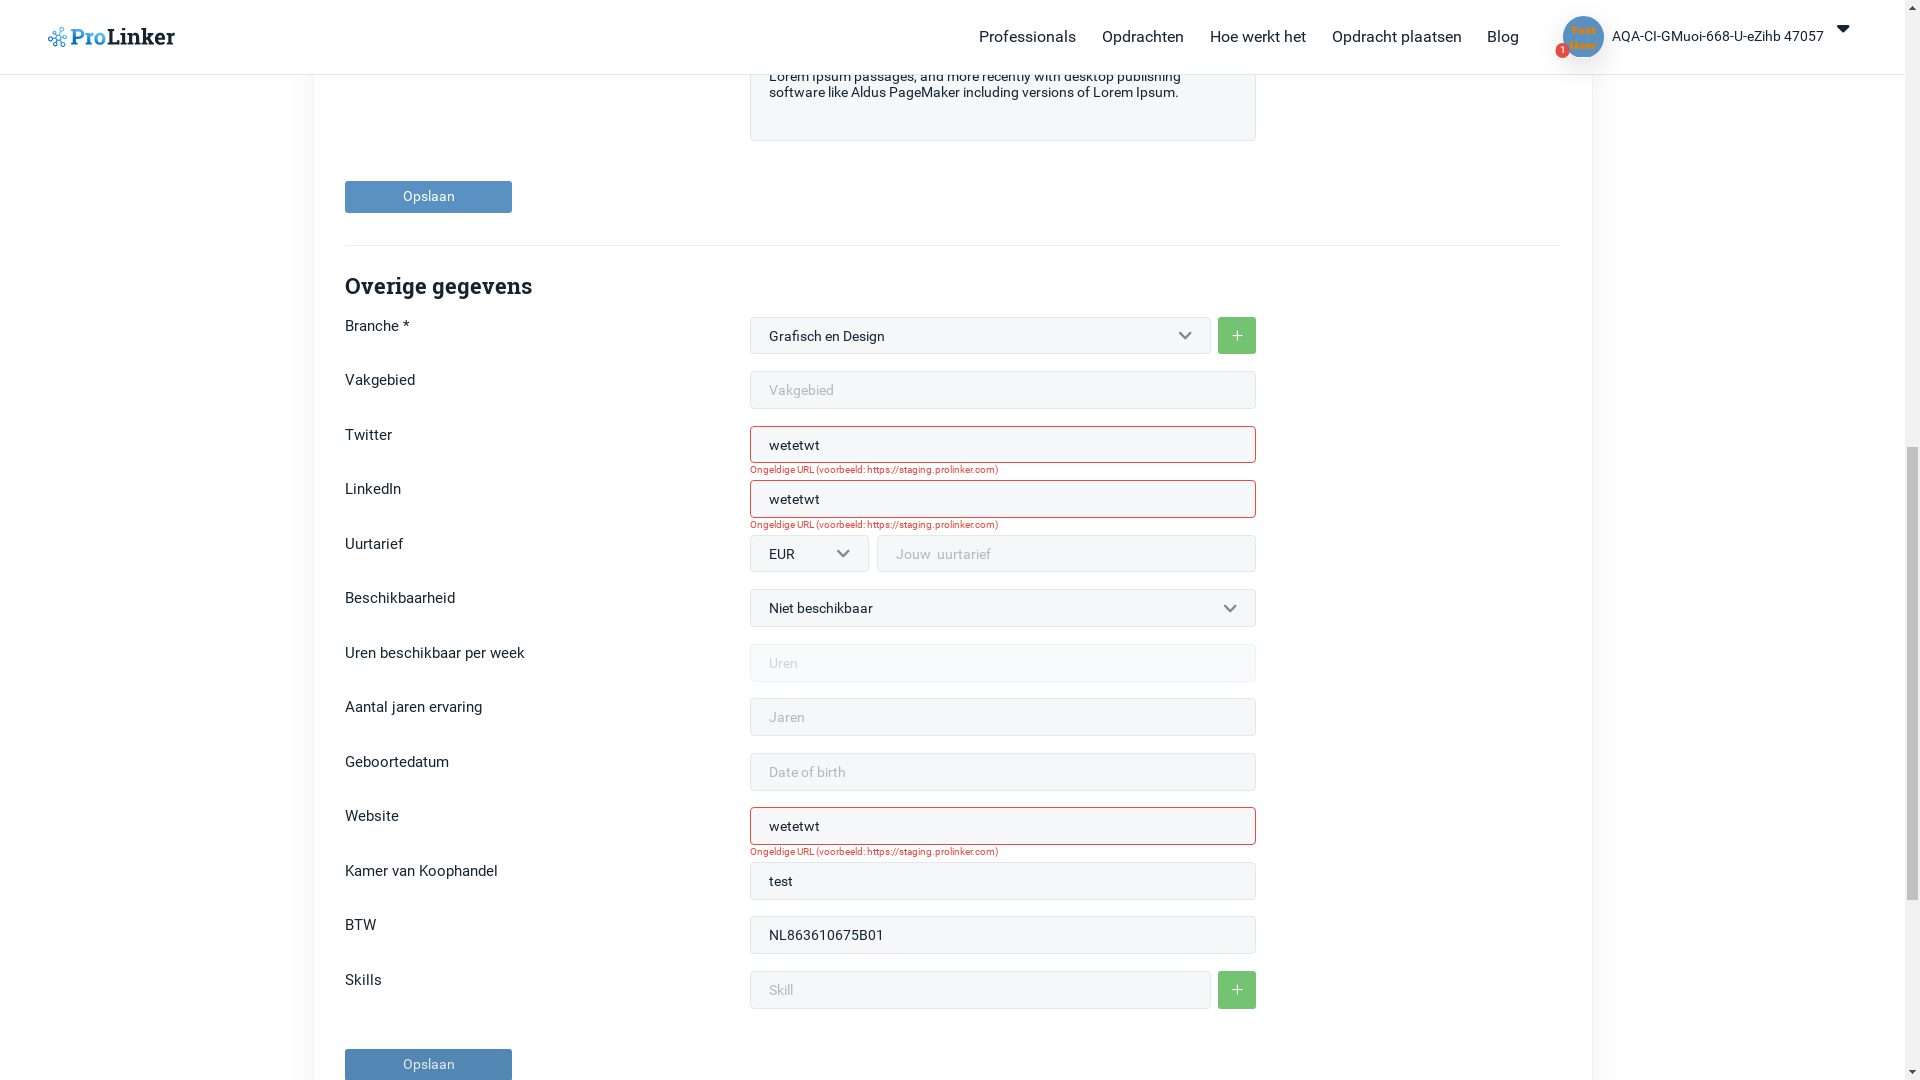 ProLinker
Professionals
Opdrachten
Hoe werkt het
Opdracht plaatsen
Blog
Test
User
1
AQA-CI-GMuoi-668-U-eZihb 47057
Lorem Ipsum passages, and more recently with desktop publishing
software like Aldus PageMaker including versions of Lorem Ipsum.
Opslaan
Overige gegevens
Branche *
Grafisch en Design
+
Vakgebied
Vakgebied
Twitter
wetetwt
Ongeldige URL (voorbeeld: https://staging.prolinker.com)
LinkedIn
wetetwt
Ongeldige URL (voorbeeld: https://staging.prolinker.com)
Uurtarief
EUR
Jouw uurtarief
Beschikbaarheid
Niet beschikbaar
Uren beschikbaar per week
Uren
Aantal jaren ervaring
Jaren
Geboortedatum
Date of birth
Website
wetetwt
Ongeldige URL (voorbeeld: https://staging.prolinker.com)
Kamer van Koophandel
test
BTW
NL863610675B01
Skills
Skill
+
Opslaan